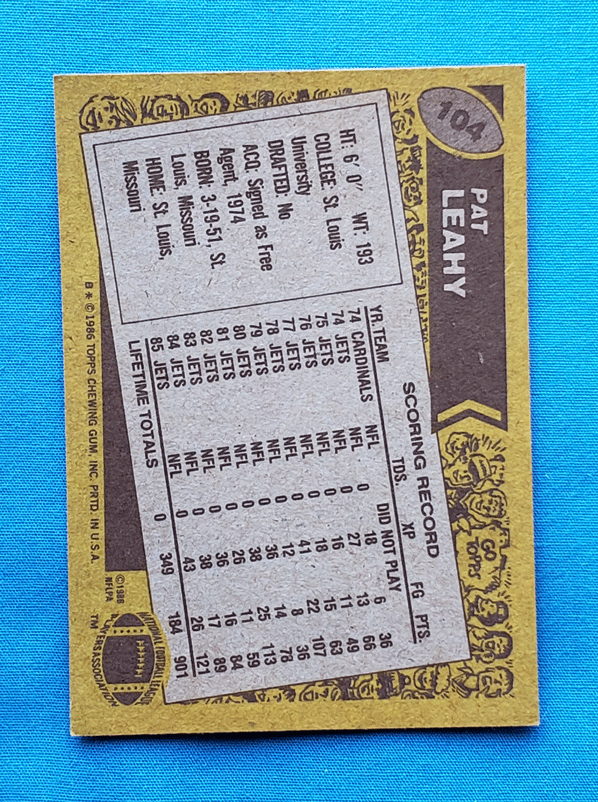 104
PAT
LEAHY
HT: 6' 0" WT: 193
COLLEGE: St. Louis
University
DRAFTED: No
ACQ: Signed as Free
Agent, 1974
BORN: 3-19-51, St.
Louis, Missouri
HOME: St. Louis,
Missouri
SCORING RECORD
YR. TEAM TDS. XP FG PTS.
74 CARDINALS NFL DID NOT PLAY
74 JETS NFL 0 18 6 36
75 JETS NFL 0 27 13 66
76 JETS NFL 0 16 11 49
77 JETS NFL 0 18 15 63
78 JETS NFL 0 41 22 107
79 JETS NFL 0 12 8 36
80 JETS NFL 0 36 14 78
81 JETS NFL 0 38 25 113
82 JETS NFL 0 26 11 59
83 JETS NFL 0 36 16 84
84 JETS NFL 0 38 17 89
85 JETS NFL 0 43 26 121
LIFETIME TOTALS 0 349 184 901
GO
TOPPS
B * © 1986 TOPPS CHEWING GUM, INC. PRTD. IN U.S.A.
©1986
NFLPA
NATIONAL FOOTBALL LEAGUE
PLAYERS ASSOCIATION
TM